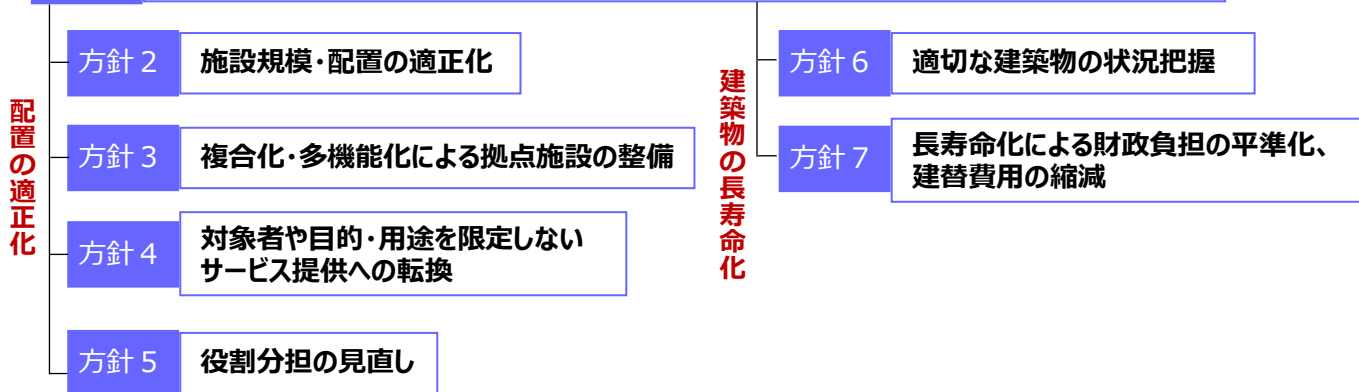 配置の適正化
方針２
施設規模・配置の適正化
方針３
複合化・多機能化による拠点施設の整備
方針４
対象者や目的・用途を限定しない
サービス提供への転換
方針５
役割分担の見直し
建築物の長寿命化
方針６
適切な建築物の状況把握
方針７
長寿命化による財政負担の平準化、
建替費用の縮減